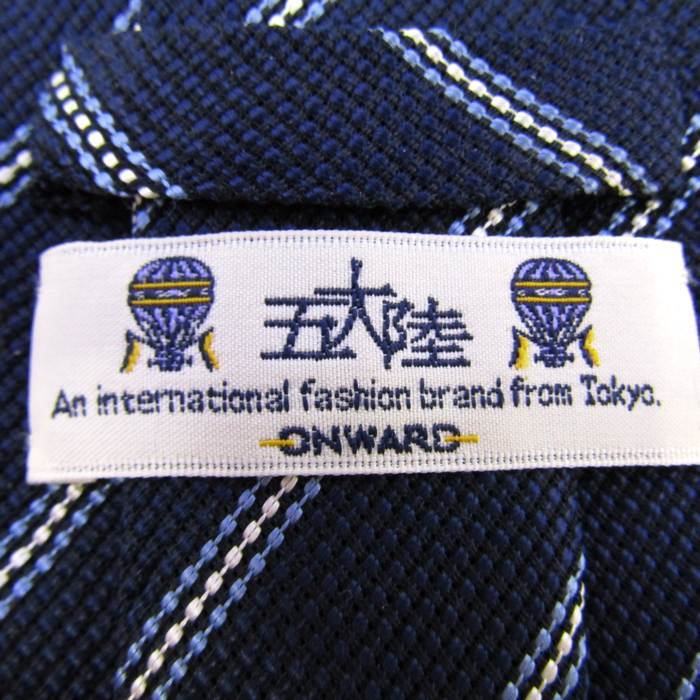 五大陸
An international fashion brand from Tokyo.
ONWARD